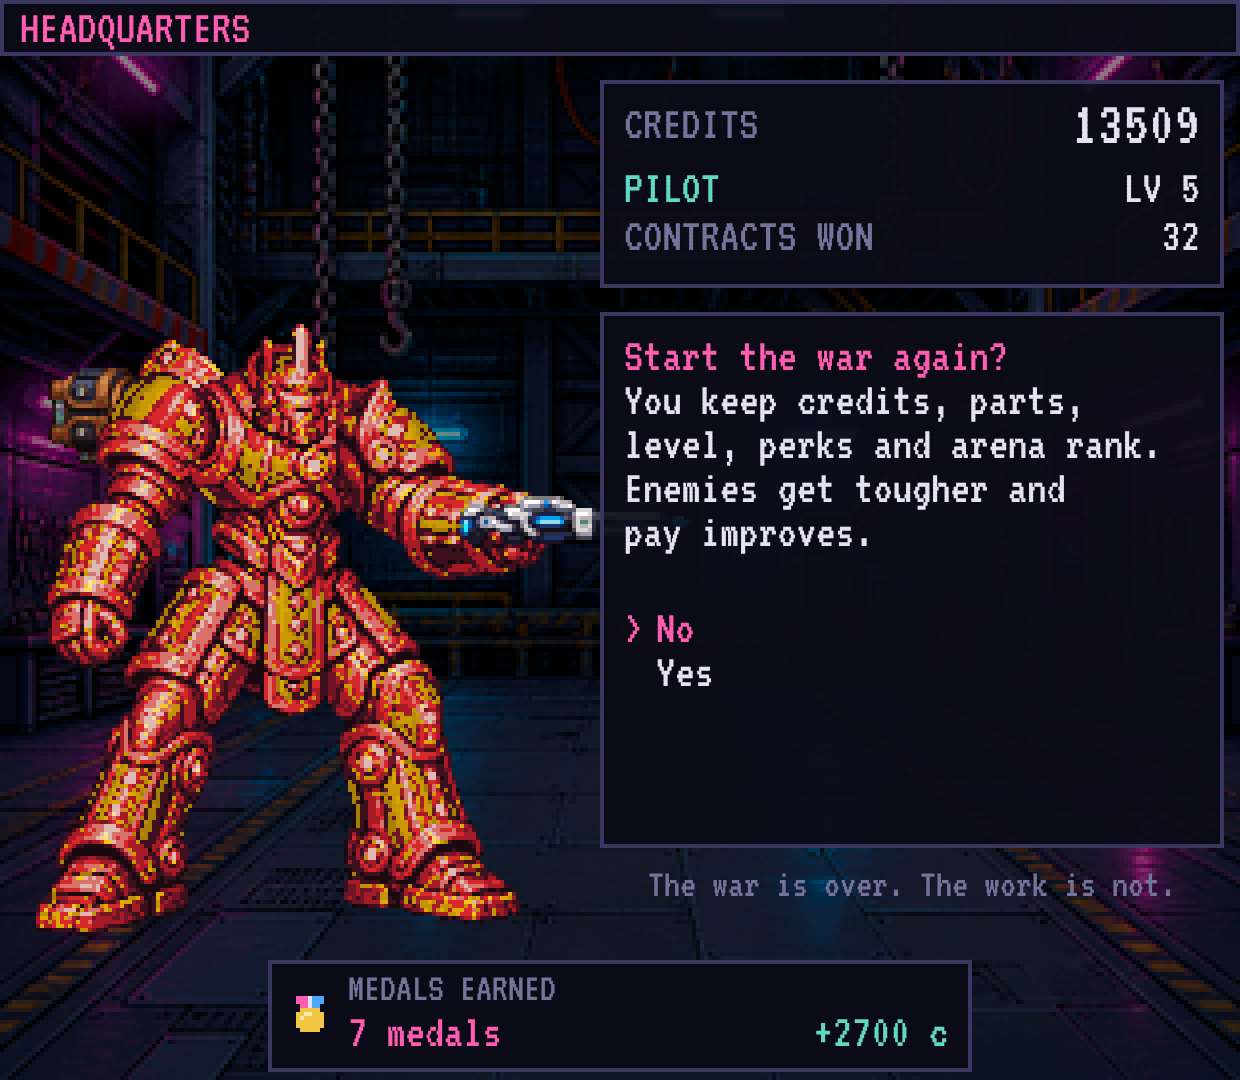 HEADQUARTERS
CREDITS 13509
PILOT LV 5
CONTRACTS WON 32
Start the war again?
You keep credits, parts,
level, perks and arena rank.
Enemies get tougher and
pay improves.
> No
Yes
The war is over. The work is not.
MEDALS EARNED
7 medals +2700 c